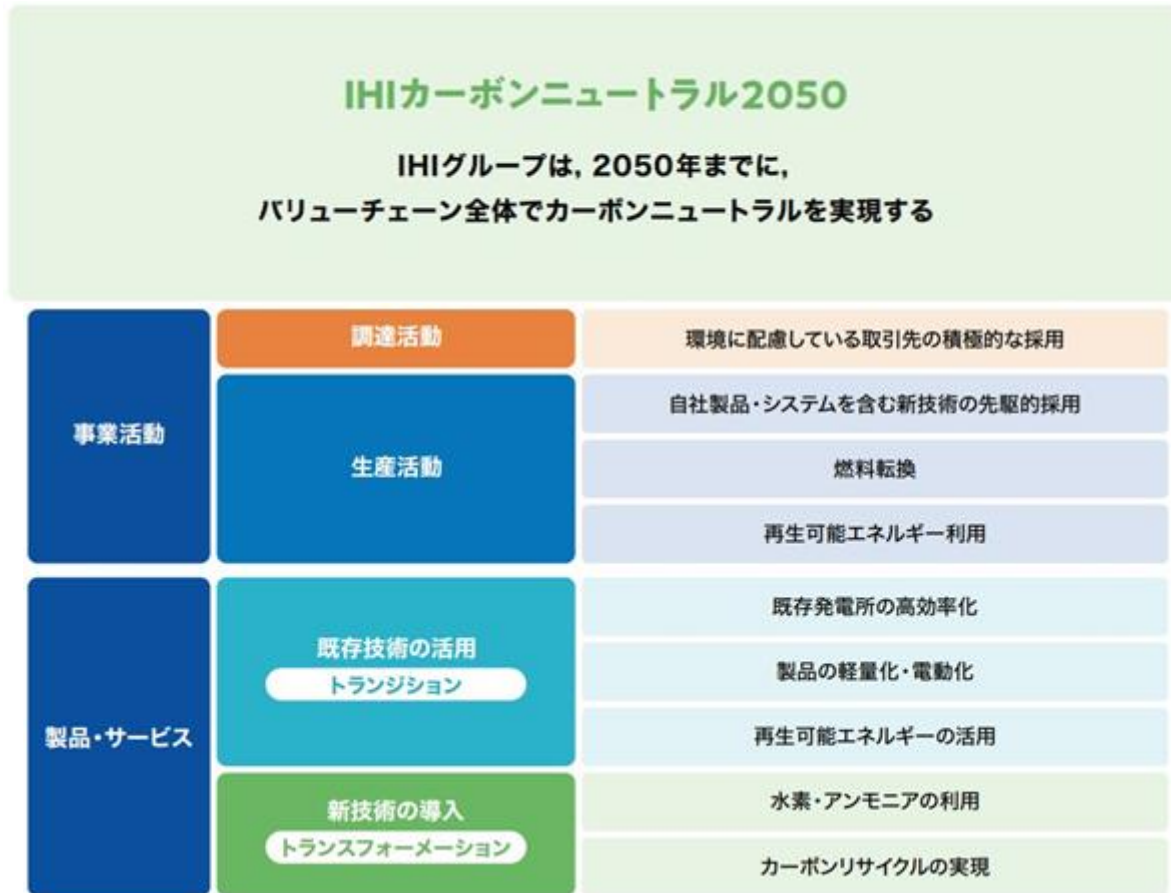 IHIカーボンニュートラル2050
IHIグループは，2050年までに，
バリューチェーン全体でカーボンニュートラルを実現する
事業活動
調達活動
環境に配慮している取引先の積極的な採用
生産活動
自社製品・システムを含む新技術の先駆的採用
燃料転換
再生可能エネルギー利用
製品・サービス
既存技術の活用
トランジション
既存発電所の高効率化
製品の軽量化・電動化
再生可能エネルギーの活用
新技術の導入
トランスフォーメーション
水素・アンモニアの利用
カーボンリサイクルの実現